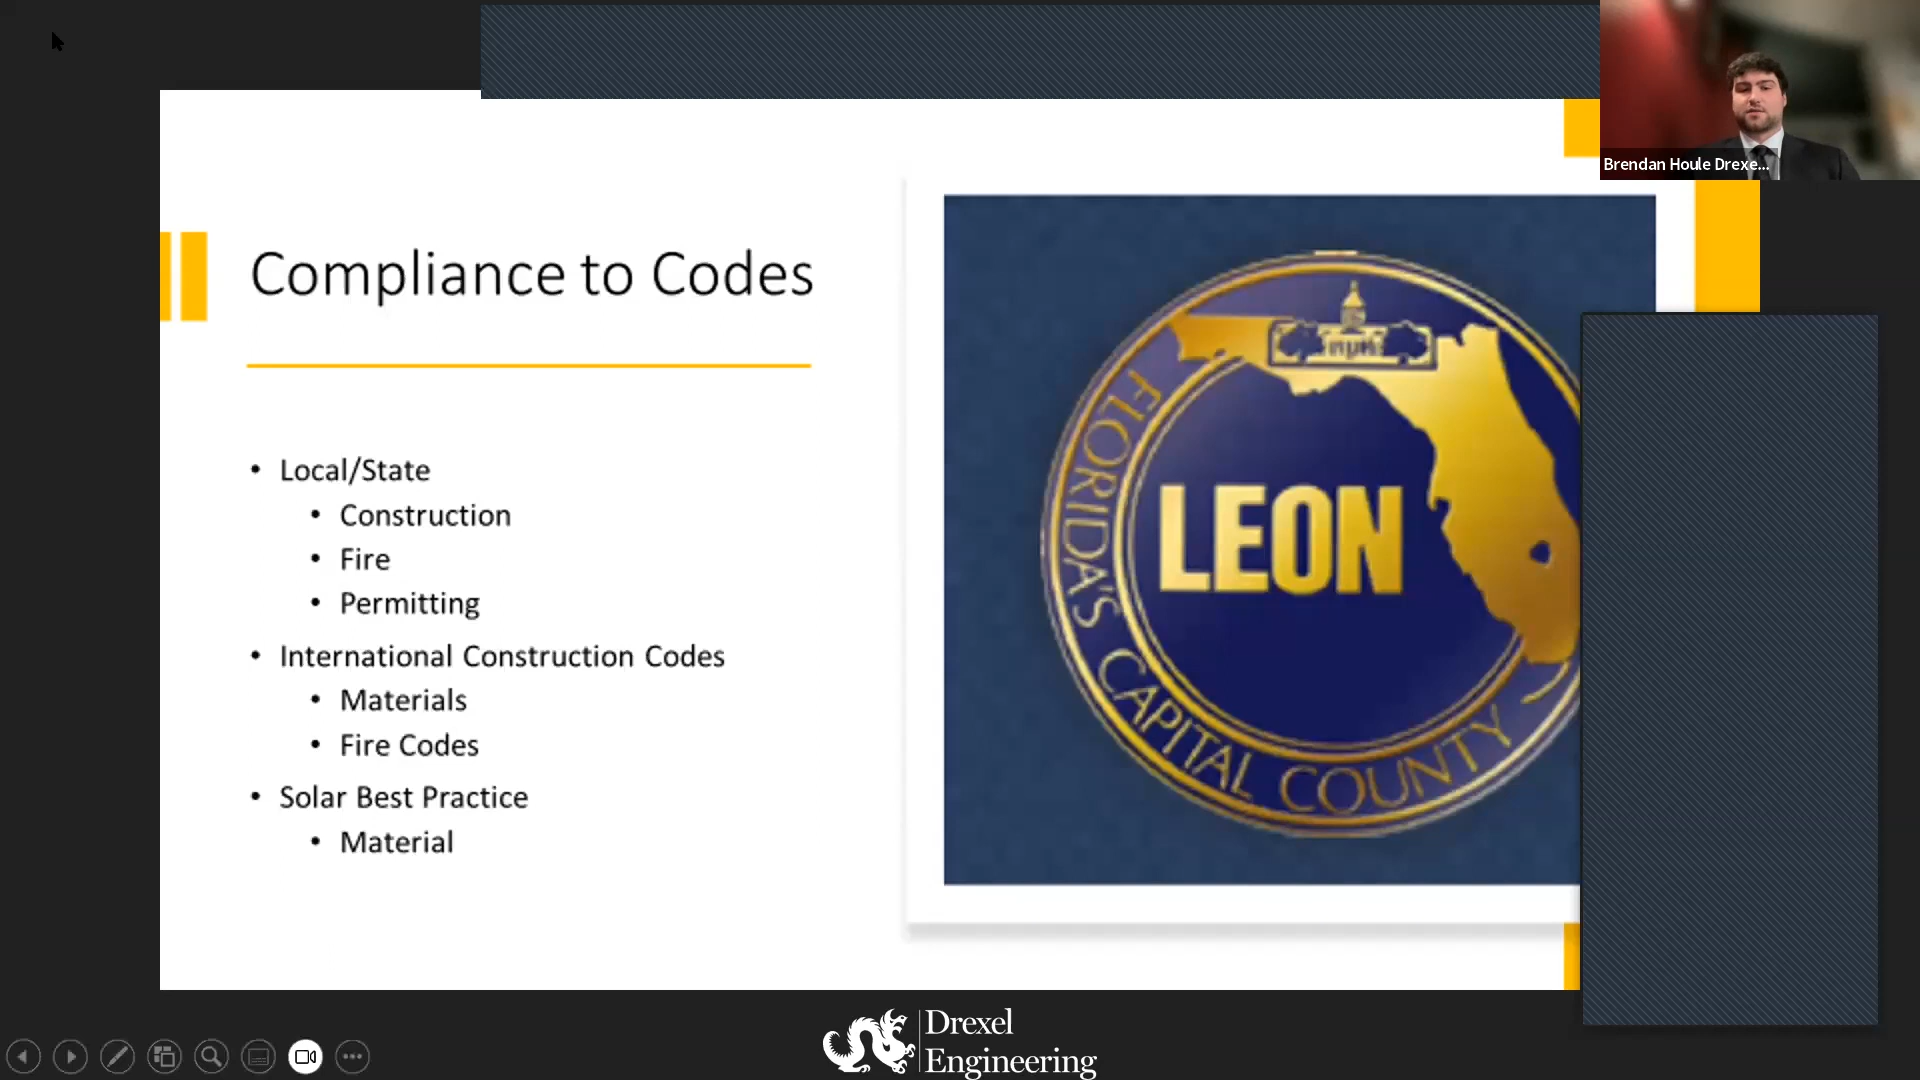 Brendan Houle Drexe...
Compliance to Codes
• Local/State
• Construction
• Fire
• Permitting
• International Construction Codes
• Materials
• Fire Codes
• Solar Best Practice
• Material
FLORIDA'S CAPITAL COUNTY
LEON
Drexel
Engineering